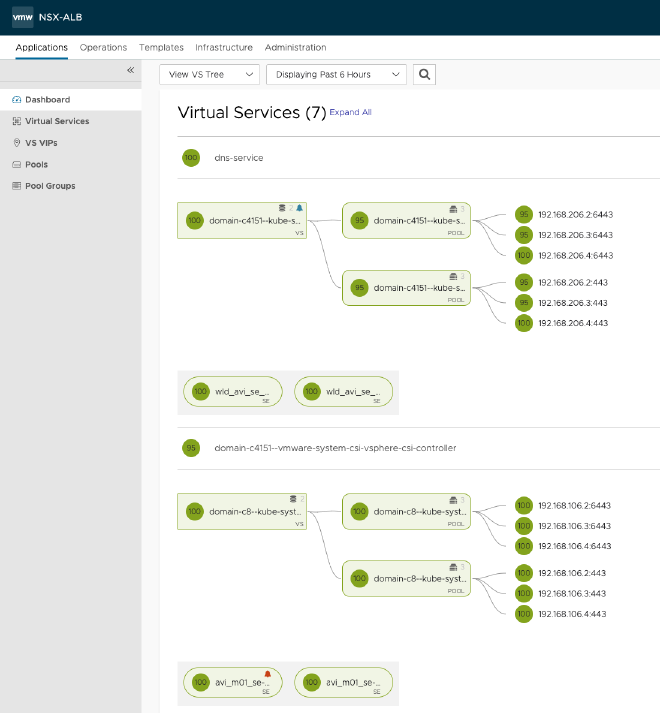 vmw NSX-ALB
Applications Operations Templates Infrastructure Administration
«
View VS Tree Displaying Past 6 Hours
Dashboard
Virtual Services
VS VIPs
Pools
Pool Groups
Virtual Services (7) Expand All
100 dns-service
2
100 domain-c4151--kube-s...
VS
3
95 domain-c4151--kube-s...
POOL
95 192.168.206.2:6443
95 192.168.206.3:6443
100 192.168.206.4:6443
3
95 domain-c4151--kube-s...
POOL
95 192.168.206.2:443
95 192.168.206.3:443
100 192.168.206.4:443
100 wld_avi_se_...
SE
100 wld_avi_se_...
SE
95 domain-c4151--vmware-system-csi-vsphere-csi-controller
2
100 domain-c8--kube-syst...
VS
3
100 domain-c8--kube-syst...
POOL
100 192.168.106.2:6443
100 192.168.106.3:6443
100 192.168.106.4:6443
3
100 domain-c8--kube-syst...
POOL
100 192.168.106.2:443
100 192.168.106.3:443
100 192.168.106.4:443
100 avi_m01_se-...
SE
100 avi_m01_se-...
SE